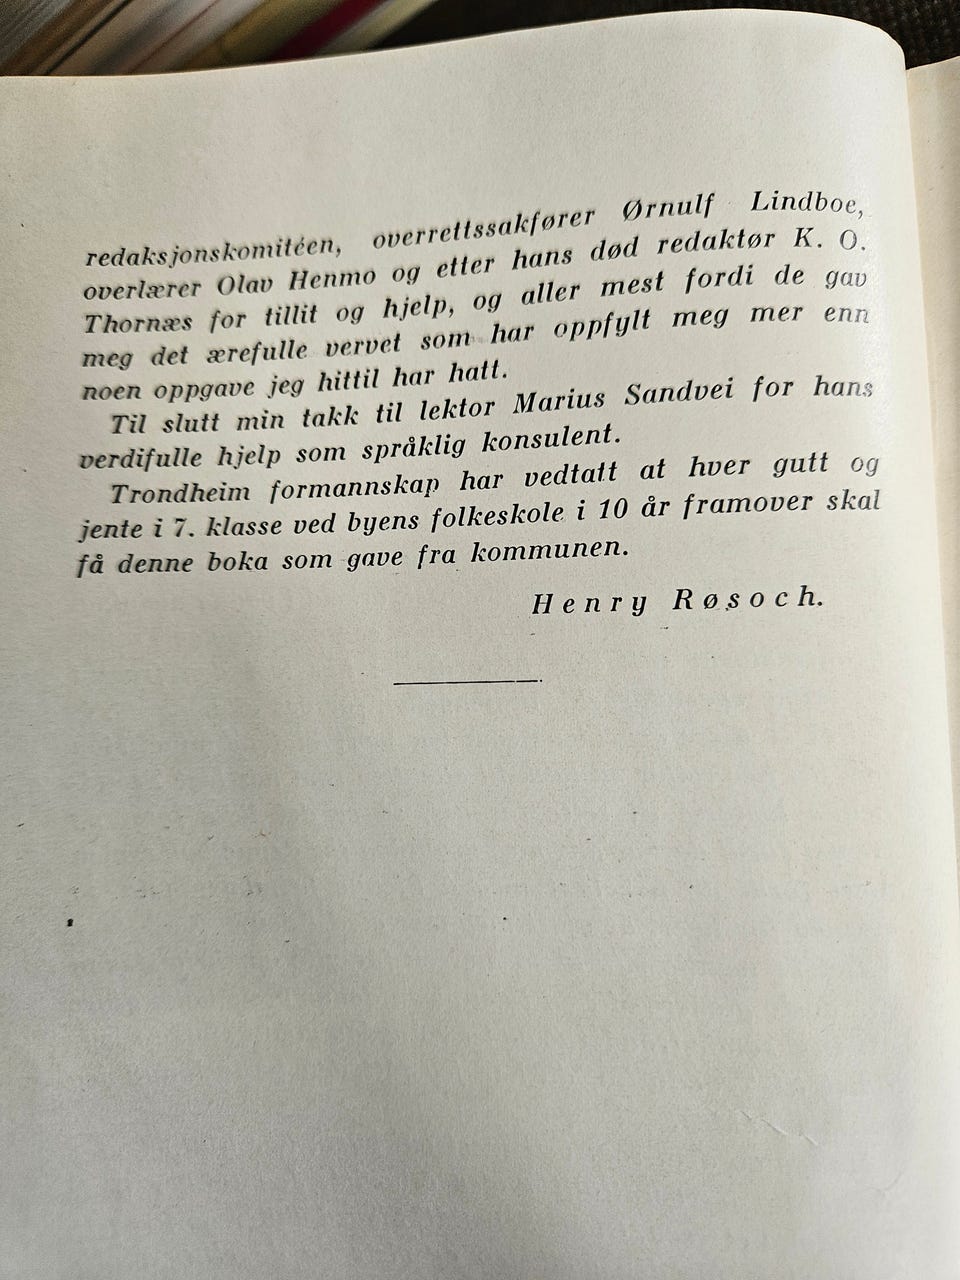 redaksjonskomitéen, overrettssakfører Ørnulf Lindboe,
overlærer Olav Henmo og etter hans død redaktør K. O.
Thornæs for tillit og hjelp, og aller mest fordi de gav
meg det ærefulle vervet som har oppfylt meg mer enn
noen oppgave jeg hittil har hatt.
Til slutt min takk til lektor Marius Sandvei for hans
verdifulle hjelp som språklig konsulent.
Trondheim formannskap har vedtatt at hver gutt og
jente i 7. klasse ved byens folkeskole i 10 år framover skal
få denne boka som gave fra kommunen.
Henry Røsoch.